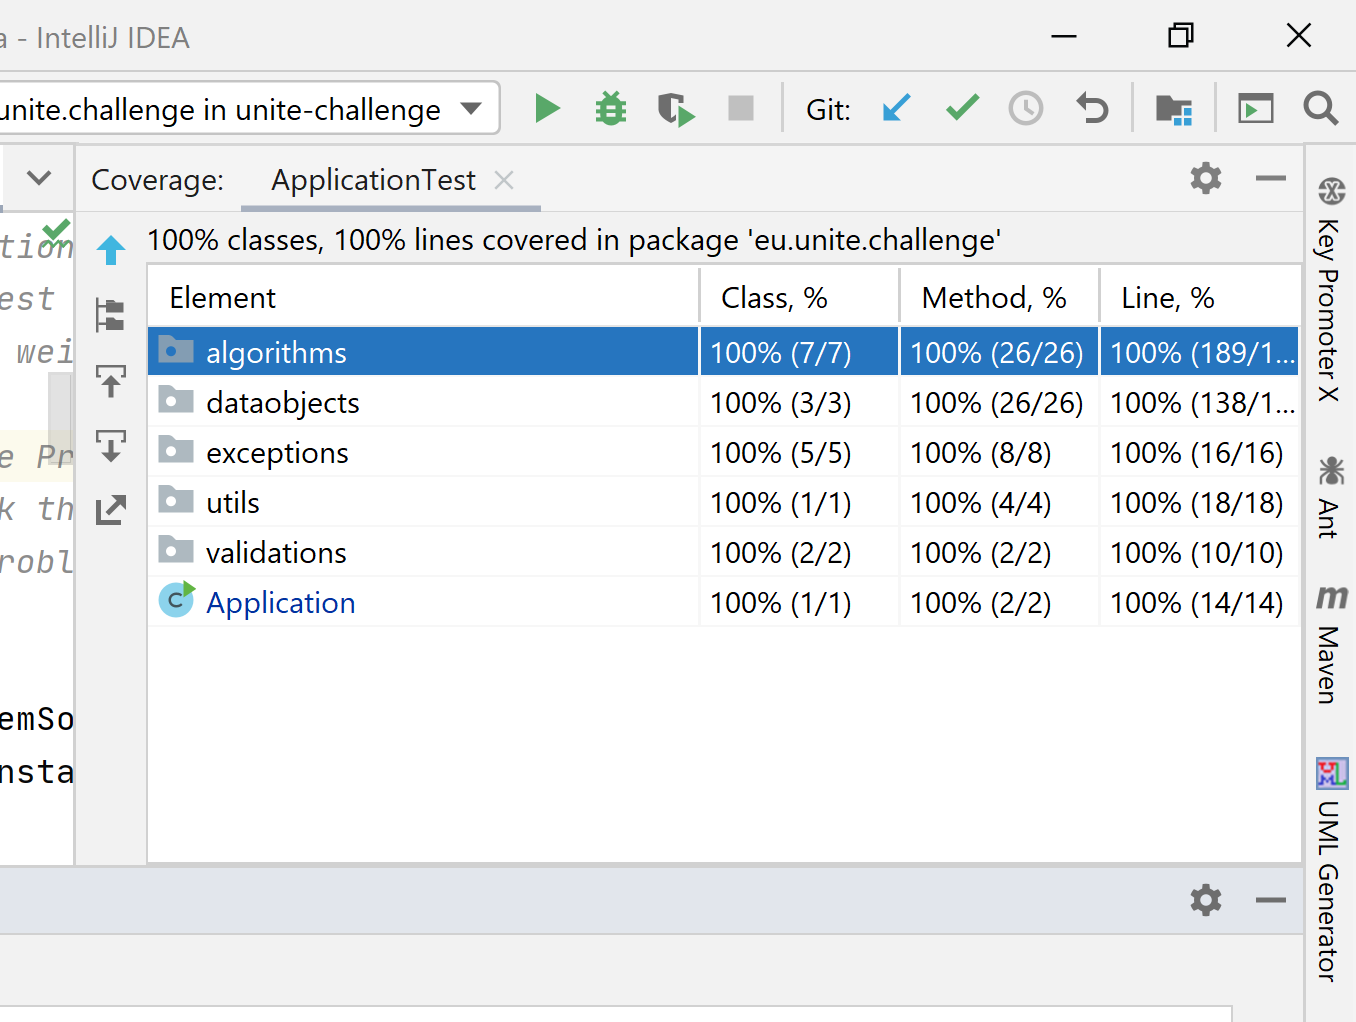 a - IntelliJ IDEA
unite.challenge in unite-challenge
Git:
Coverage:
ApplicationTest
100% classes, 100% lines covered in package 'eu.unite.challenge'
Element Class, % Method, % Line, %
algorithms 100% (7/7) 100% (26/26) 100% (189/1...
dataobjects 100% (3/3) 100% (26/26) 100% (138/1...
exceptions 100% (5/5) 100% (8/8) 100% (16/16)
utils 100% (1/1) 100% (4/4) 100% (18/18)
validations 100% (2/2) 100% (2/2) 100% (10/10)
C Application 100% (1/1) 100% (2/2) 100% (14/14)
tion
est
wei
e Pr
k th
robl
emSo
nsta
Key Promoter X
Ant
m Maven
UML
UML Generator